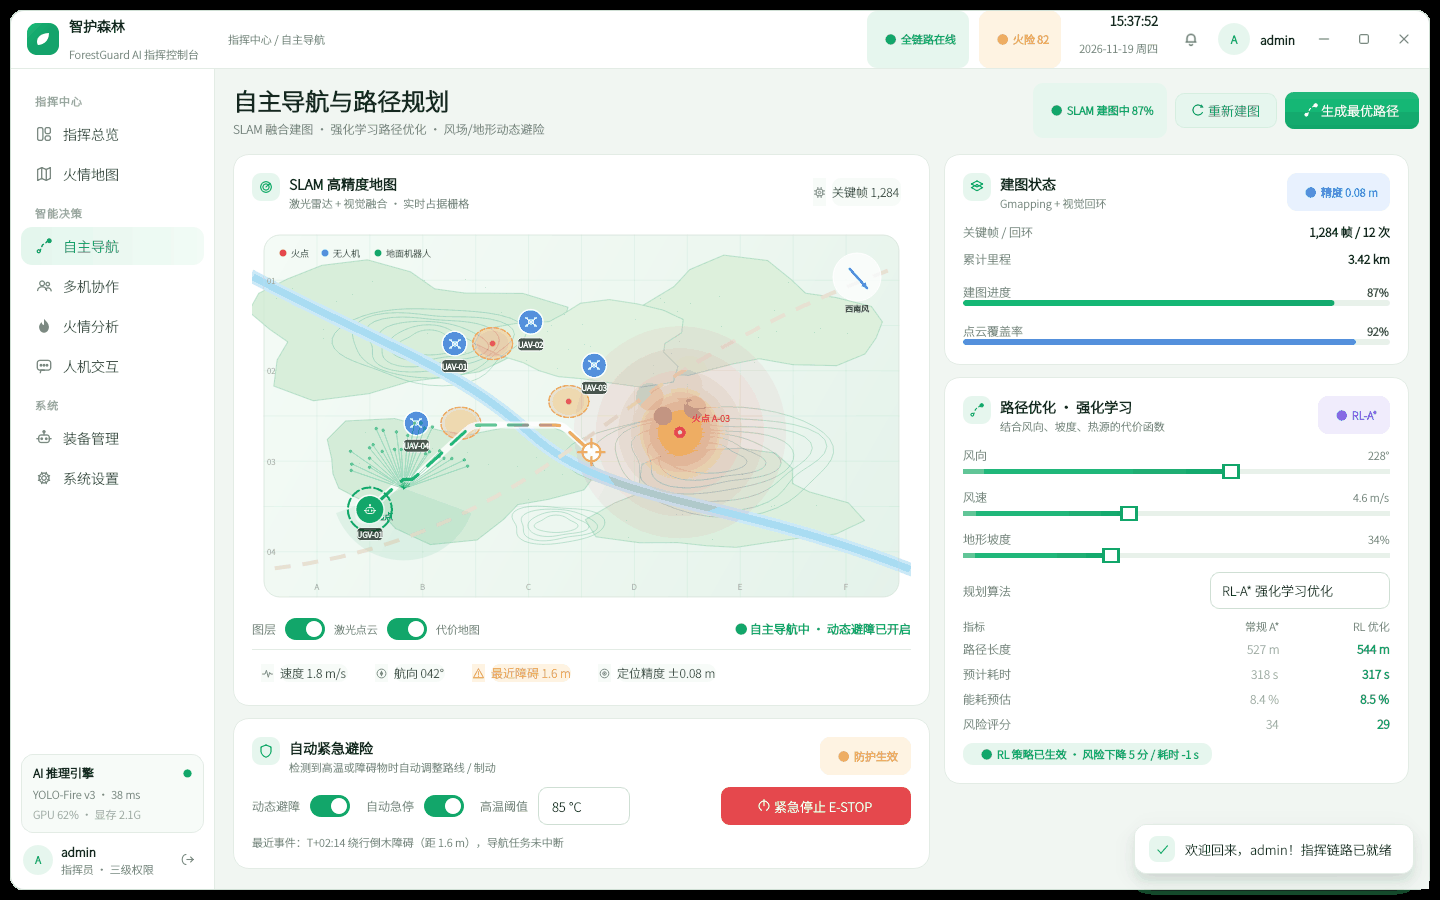 智护森林
ForestGuard AI 指挥控制台
指挥中心 / 自主导航
全链路在线
火险 82
15:37:52
2026-11-19 周四
A
admin
指挥中心
指挥总览
火情地图
智能决策
自主导航
多机协作
火情分析
人机交互
系统
装备管理
系统设置
AI 推理引擎
YOLO-Fire v3 · 38 ms
GPU 62% · 显存 2.1G
A
admin
指挥员 · 三级权限
自主导航与路径规划
SLAM 融合建图 · 强化学习路径优化 · 风场/地形动态避险
SLAM 建图中 87%
重新建图
生成最优路径
SLAM 高精度地图
激光雷达 + 视觉融合 · 实时占据栅格
关键帧 1,284
火点
无人机
地面机器人
西南风
01
02
03
04
A
B
C
D
E
F
UAV-01
UAV-02
UAV-03
UAV-04
UGV-01
火点 A-03
图层
激光点云
代价地图
自主导航中 · 动态避障已开启
速度 1.8 m/s
航向 042°
最近障碍 1.6 m
定位精度 ±0.08 m
自动紧急避险
检测到高温或障碍物时自动调整路线 / 制动
防护生效
动态避障
自动急停
高温阈值
85 °C
紧急停止 E-STOP
最近事件：T+02:14 绕行倒木障碍（距 1.6 m），导航任务未中断
建图状态
Gmapping + 视觉回环
精度 0.08 m
关键帧 / 回环
1,284 帧 / 12 次
累计里程
3.42 km
建图进度
87%
点云覆盖率
92%
路径优化 · 强化学习
结合风向、坡度、热源的代价函数
RL-A*
风向
228°
风速
4.6 m/s
地形坡度
34%
规划算法
RL-A* 强化学习优化
指标
常规 A*
RL 优化
路径长度
527 m
544 m
预计耗时
318 s
317 s
能耗预估
8.4 %
8.5 %
风险评分
34
29
RL 策略已生效 · 风险下降 5 分 / 耗时 -1 s
欢迎回来，admin！指挥链路已就绪